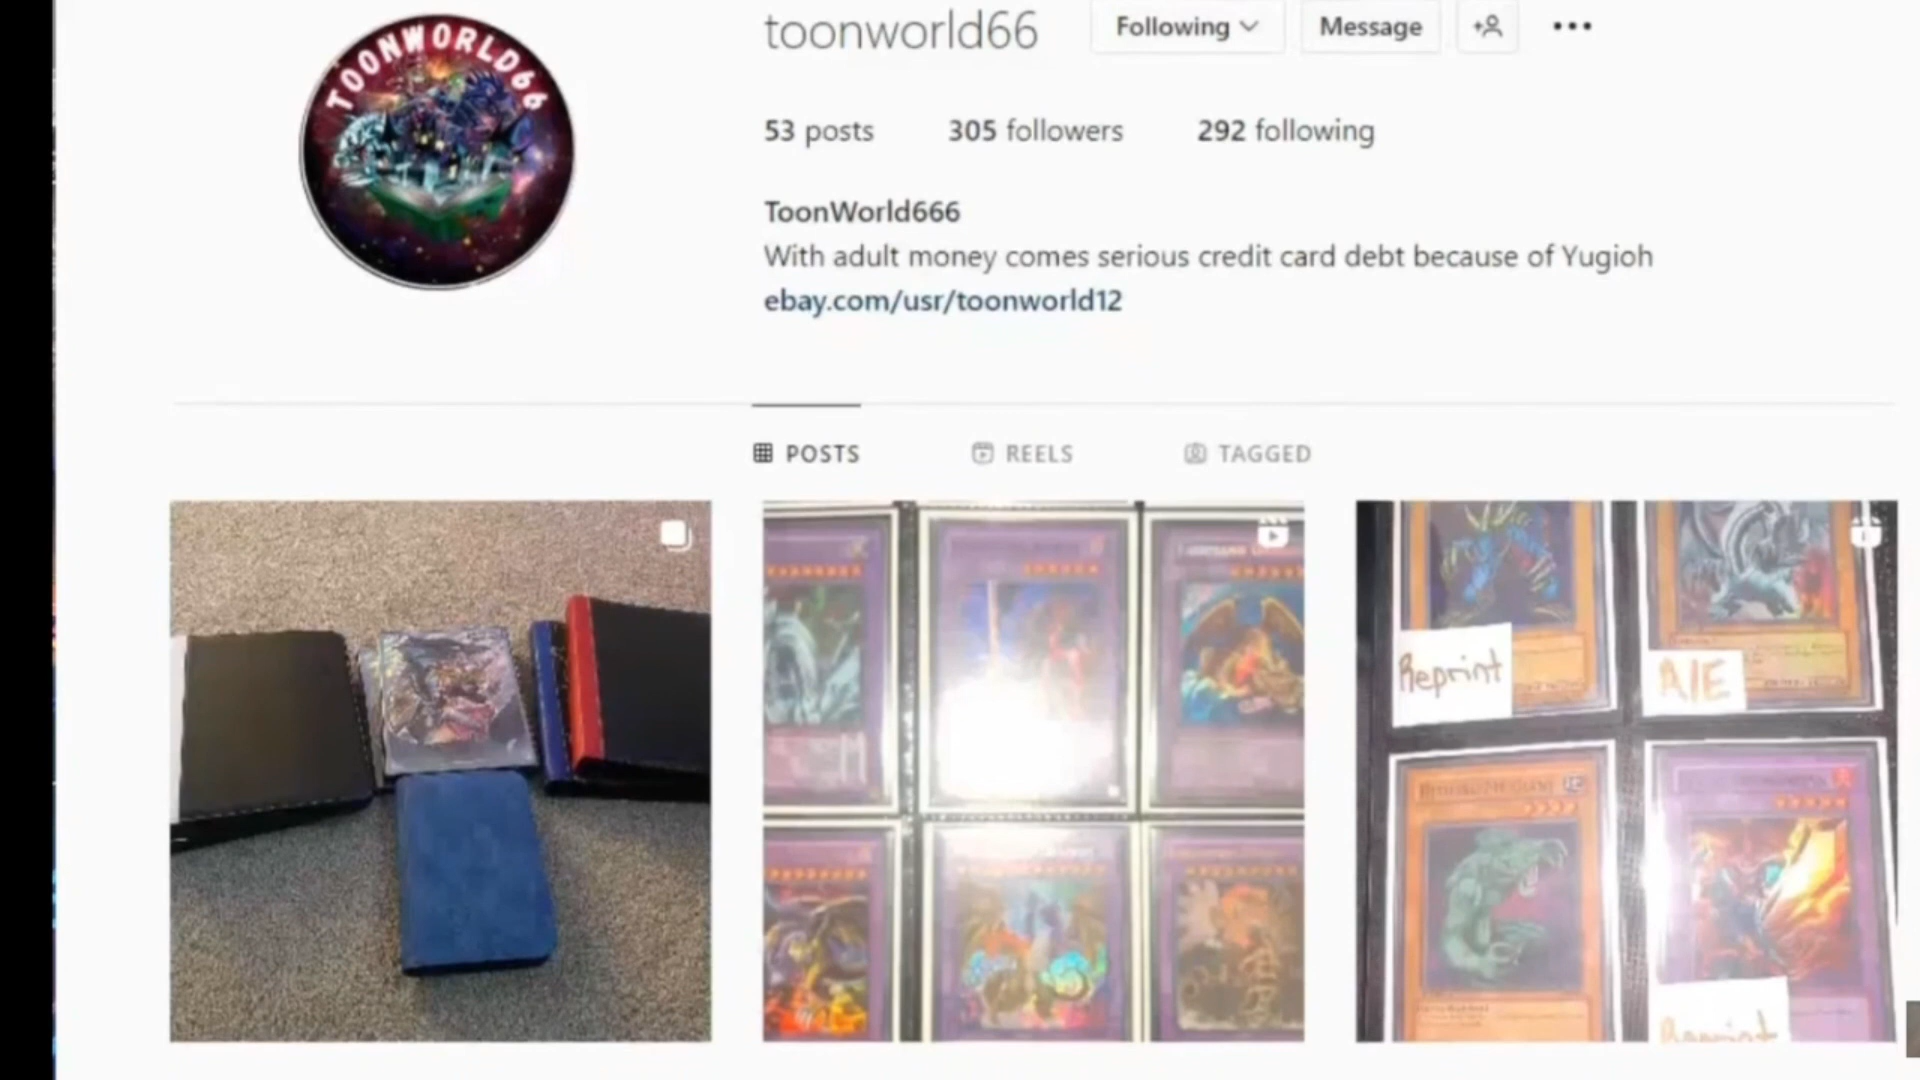 TOONWORLD66
toonworld66
Following
Message
53 posts
305 followers
292 following
ToonWorld666
With adult money comes serious credit card debt because of Yugioh
ebay.com/usr/toonworld12
POSTS
REELS
TAGGED
Reprint
A/E
Reprint